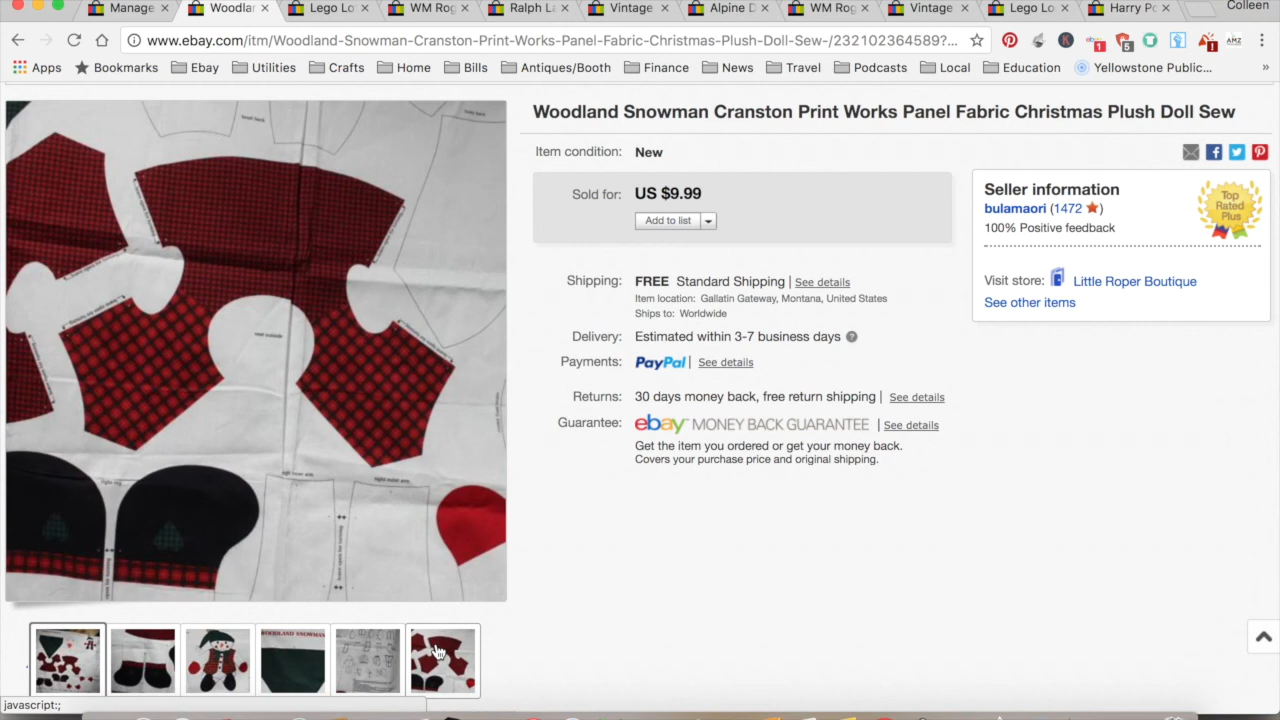 Manage
Woodlan
Lego Lo
WM Rog
Ralph La
Vintage
Alpine D
WM Rog
Vintage
Lego Lo
Harry Po
Colleen
www.ebay.com/itm/Woodland-Snowman-Cranston-Print-Works-Panel-Fabric-Christmas-Plush-Doll-Sew-/232102364589?...
Apps
Bookmarks
Ebay
Utilities
Crafts
Home
Bills
Antiques/Booth
Finance
News
Travel
Podcasts
Local
Education
Yellowstone Public...
»
Woodland Snowman Cranston Print Works Panel Fabric Christmas Plush Doll Sew
Item condition: New
Sold for: US $9.99
Add to list
Shipping: FREE Standard Shipping | See details
Item location: Gallatin Gateway, Montana, United States
Ships to: Worldwide
Delivery: Estimated within 3-7 business days
Payments: PayPal | See details
Returns: 30 days money back, free return shipping | See details
Guarantee: ebay MONEY BACK GUARANTEE | See details
Get the item you ordered or get your money back.
Covers your purchase price and original shipping.
Seller information
bulamaori (1472 )
100% Positive feedback
Top Rated Plus
Visit store: Little Roper Boutique
See other items
vest outside
WOODLAND SNOWMAN
javascript:;